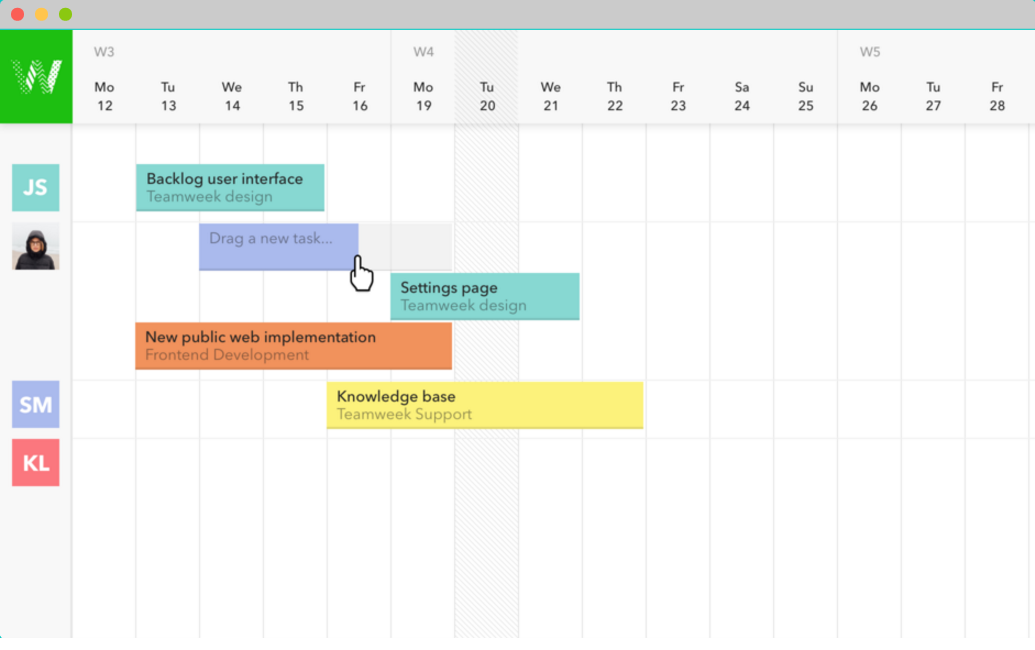 W3 W4 W5
Mo Tu We Th Fr Mo Tu We Th Fr Sa Su Mo Tu Fr
12 13 14 15 16 19 20 21 22 23 24 25 26 27 28
W
JS
Backlog user interface
Teamweek design
Drag a new task...
Settings page
Teamweek design
New public web implementation
Frontend Development
SM
Knowledge base
Teamweek Support
KL